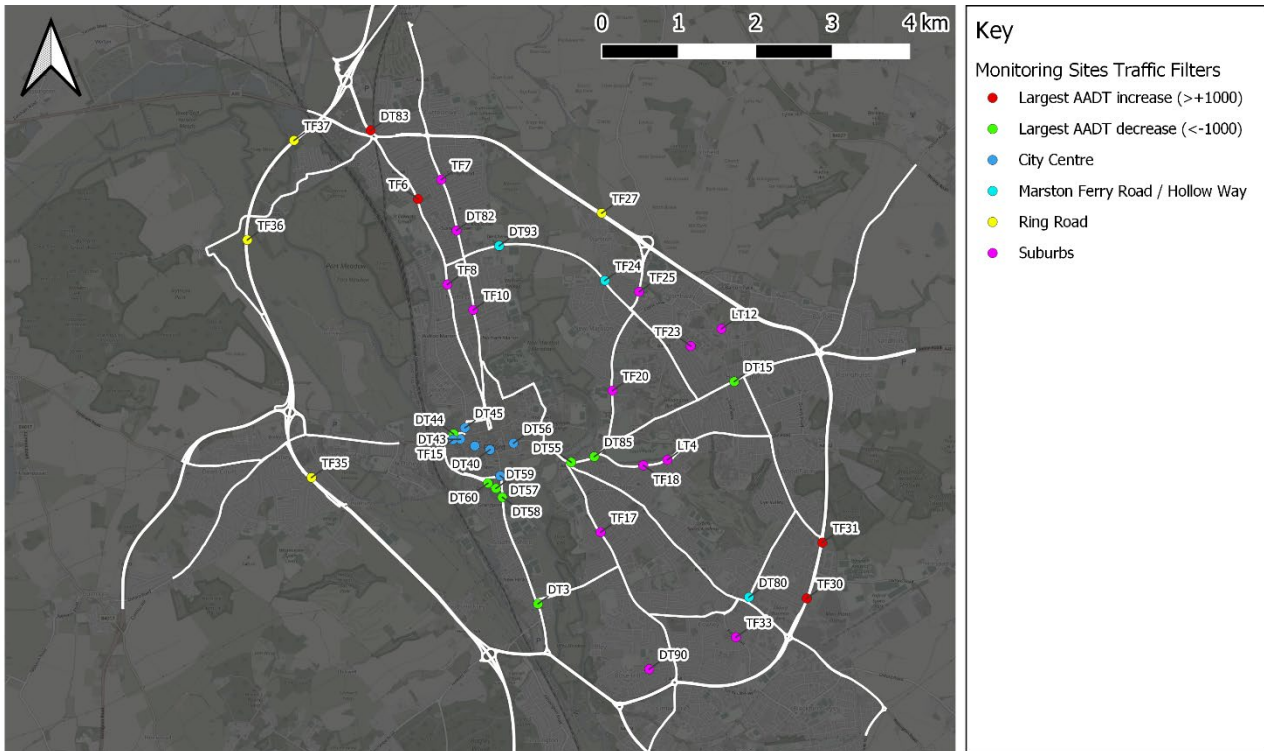 0 1 2 3 4 km
DT83
TF37
TF7
TF6
TF27
DT82
TF36
DT93
TF24
TF8
TF25
TF10
LT12
TF23
DT15
TF20
DT45
DT44
DT56
DT43
DT85
TF15
DT55
LT4
DT40
TF18
TF35
DT59
DT60
DT57
DT58
TF17
TF31
DT80
TF30
DT3
TF33
DT90
Key
Monitoring Sites Traffic Filters
Largest AADT increase (>+1000)
Largest AADT decrease (<-1000)
City Centre
Marston Ferry Road / Hollow Way
Ring Road
Suburbs